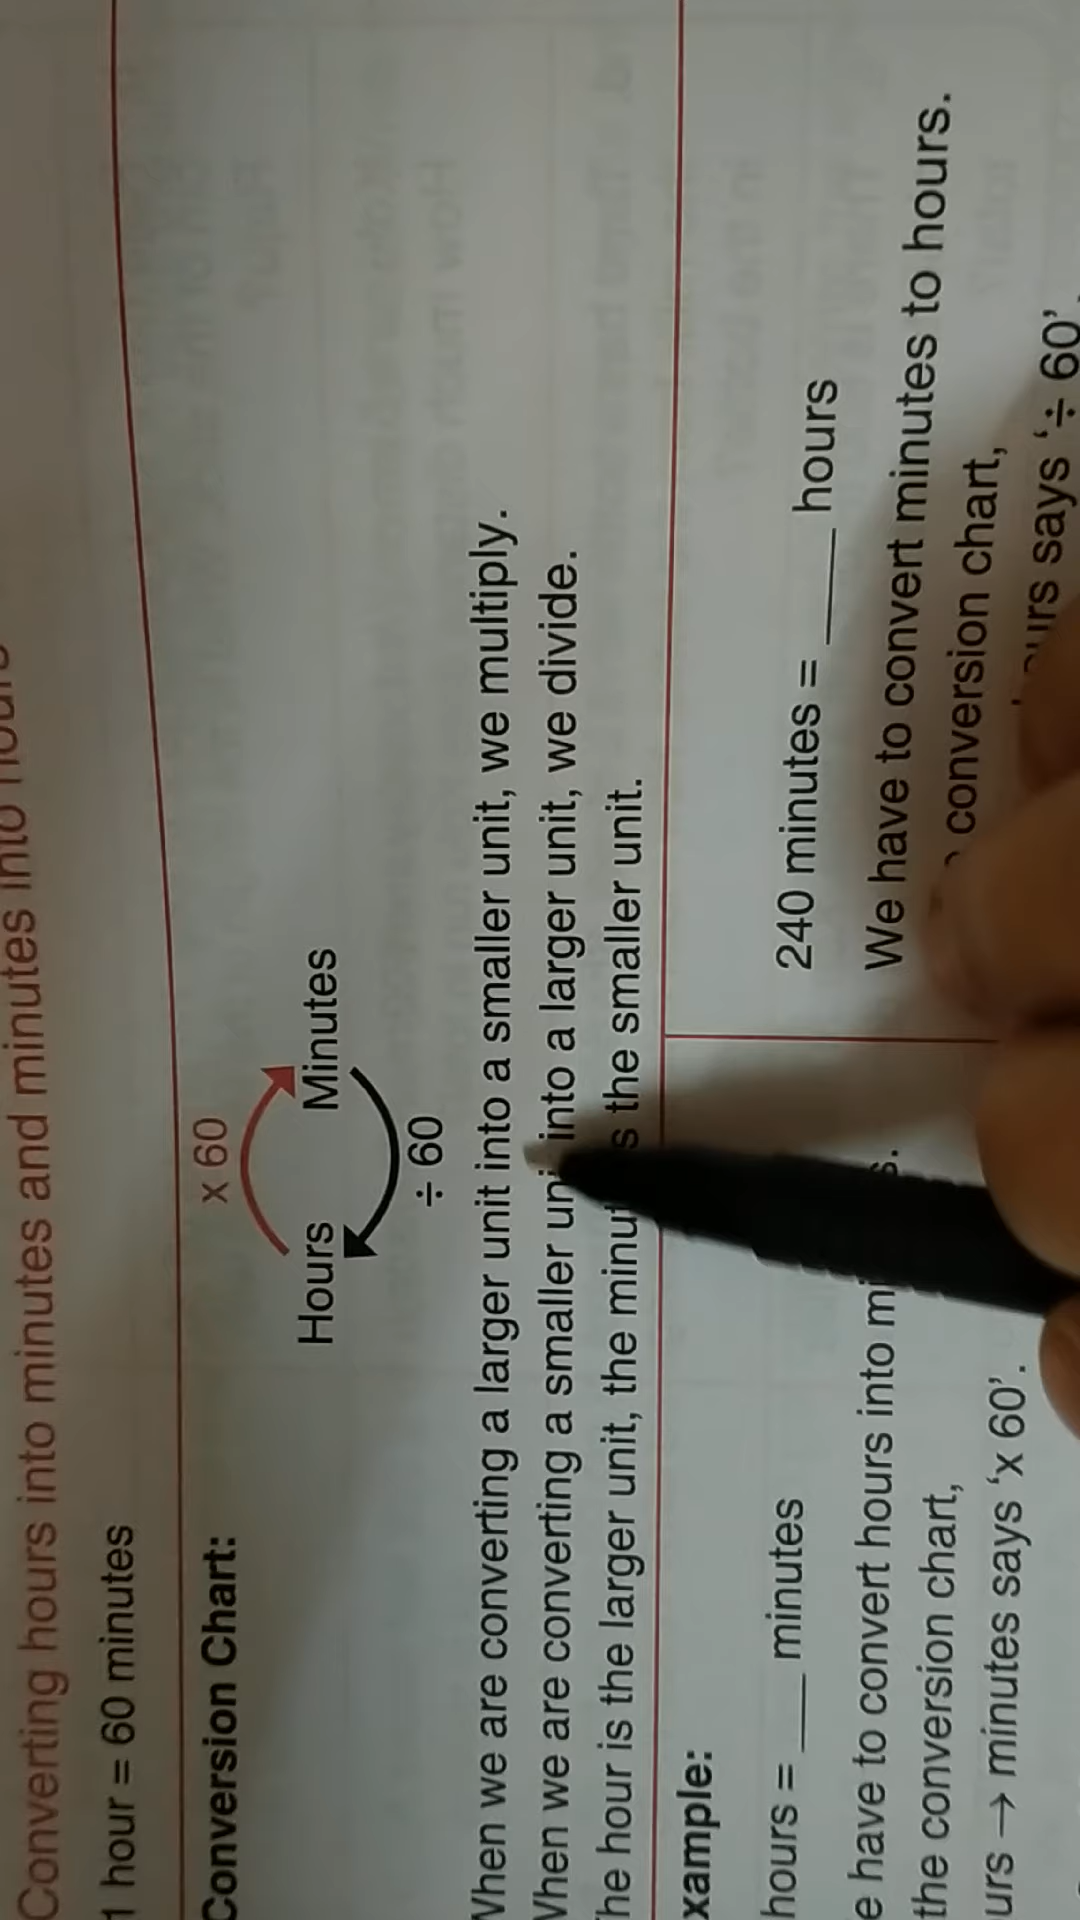 Converting hours into minutes and minutes into hours
1 hour = 60 minutes
Conversion Chart:
x 60
Hours Minutes
÷ 60
When we are converting a larger unit into a smaller unit, we multiply.
When we are converting a smaller unit into a larger unit, we divide.
The hour is the larger unit, the minute is the smaller unit.
xample:
hours = ___ minutes
e have to convert hours into mi s.
the conversion chart,
urs → minutes says ‘x 60’.
240 minutes = ____ hours
We have to convert minutes to hours.
conversion chart,
urs says ‘÷ 60’